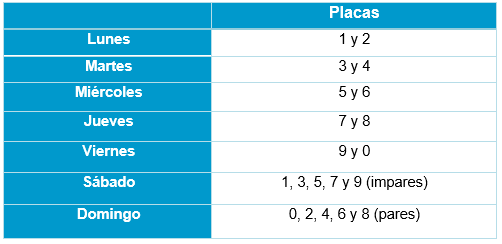 Placas
Lunes 1 y 2
Martes 3 y 4
Miércoles 5 y 6
Jueves 7 y 8
Viernes 9 y 0
Sábado 1, 3, 5, 7 y 9 (impares)
Domingo 0, 2, 4, 6 y 8 (pares)